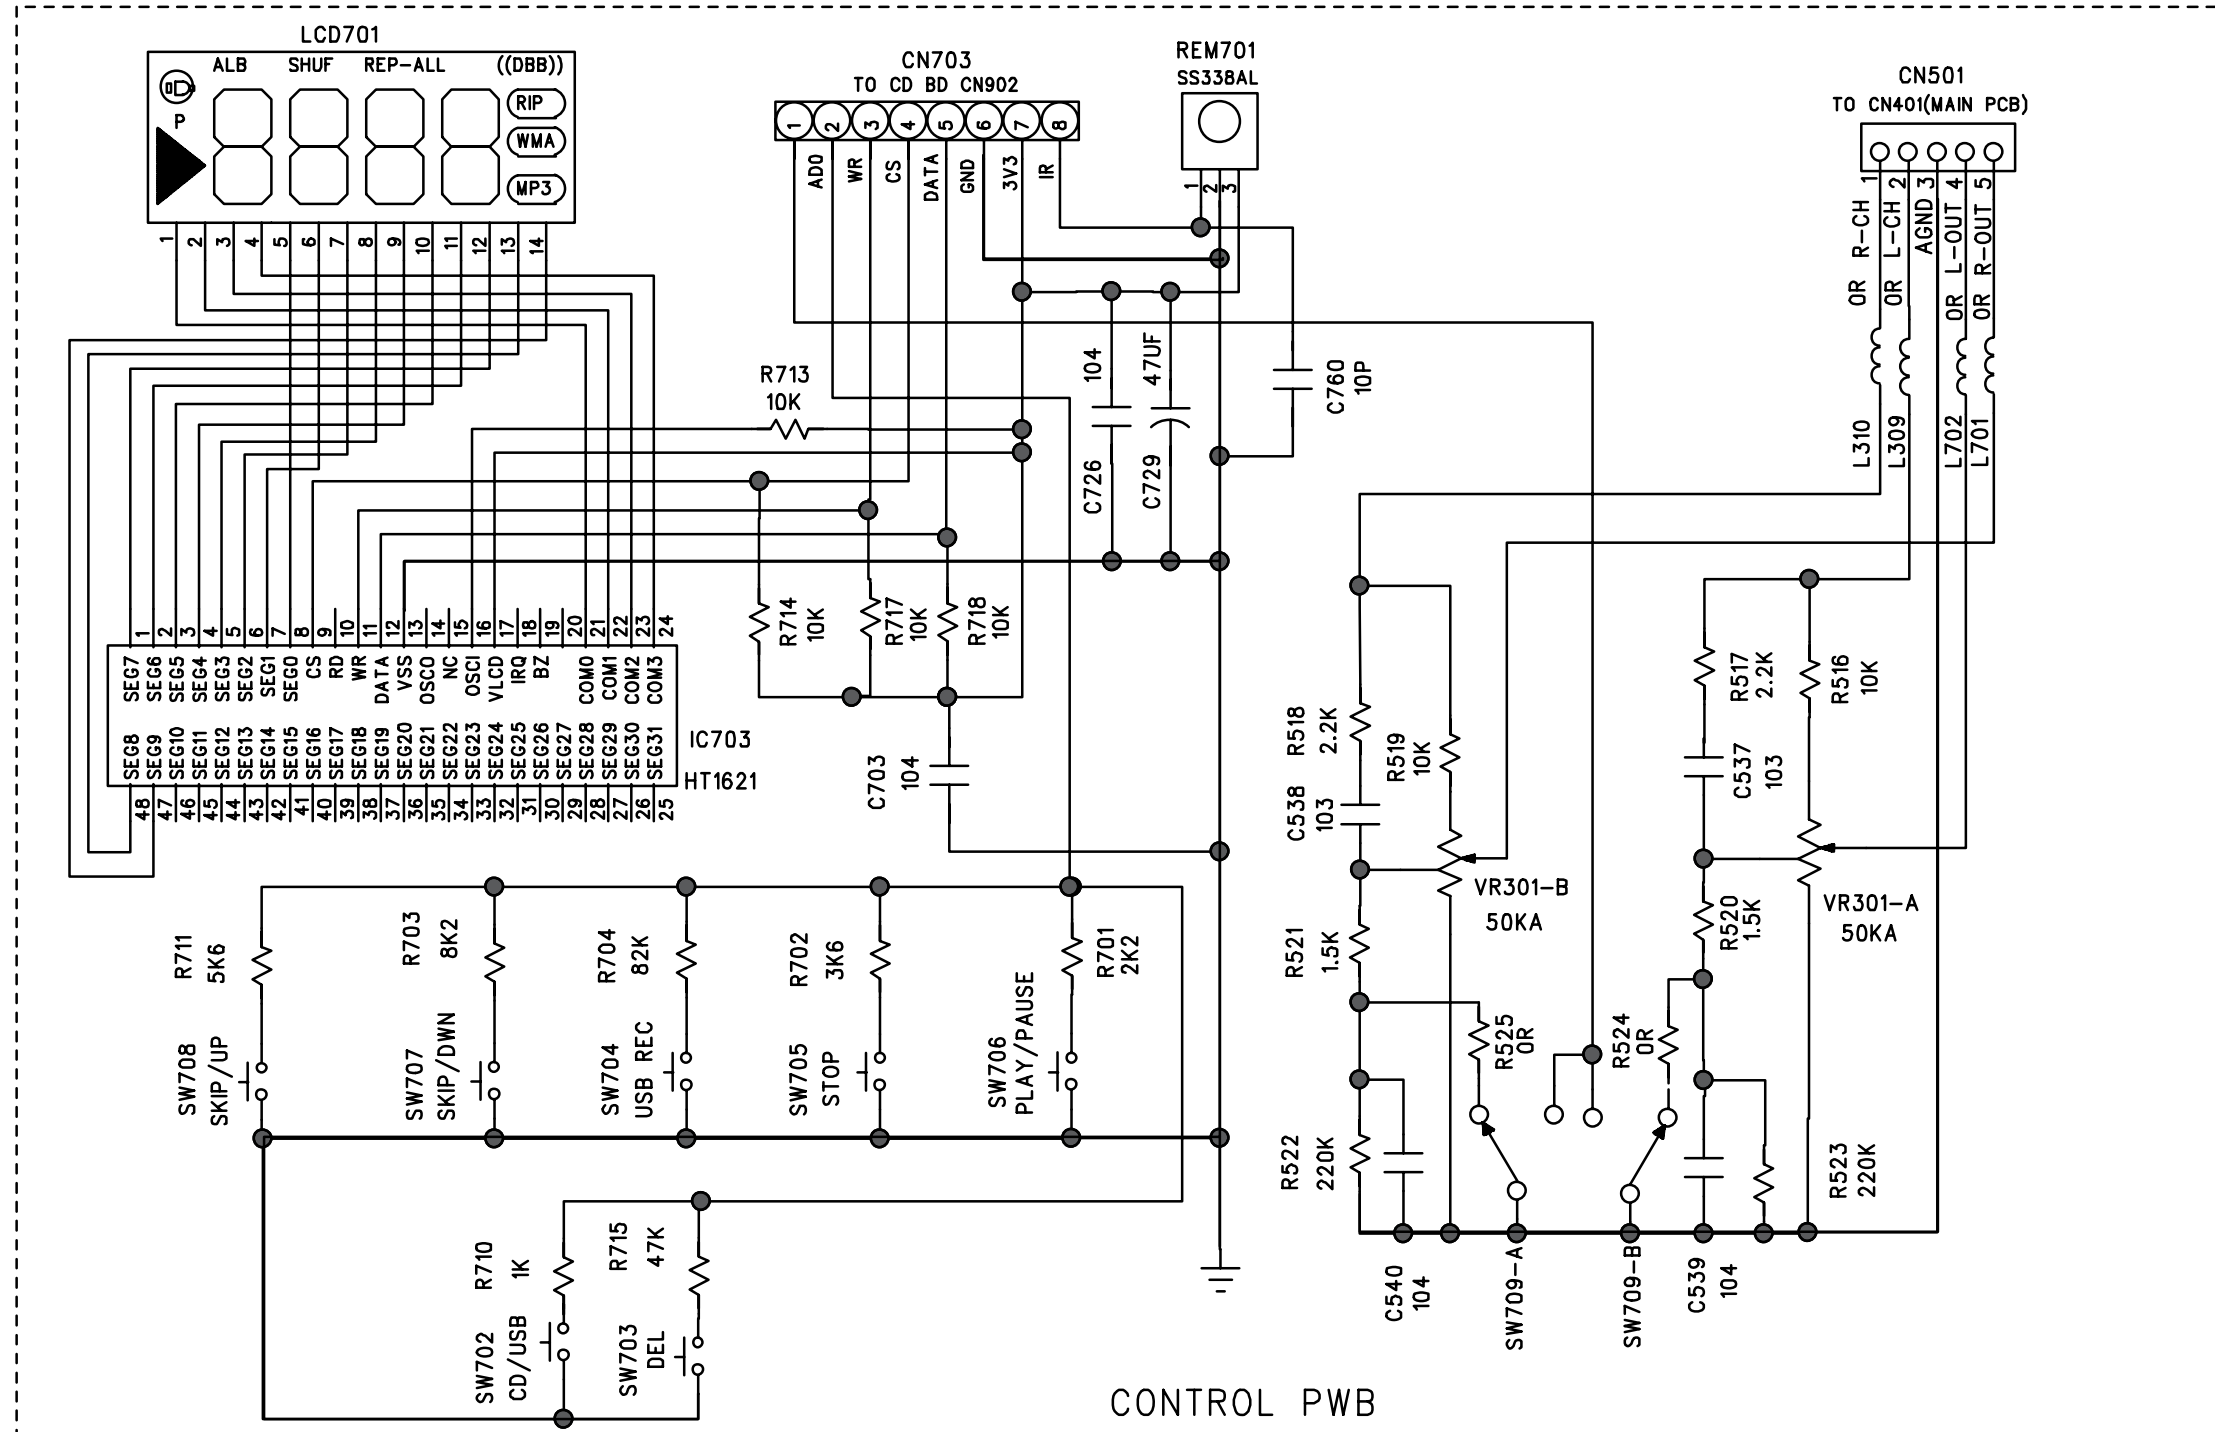 LCD701
ALB SHUF REP-ALL ((DBB))
P
RIP
WMA
MP3
1 2 3 4 5 6 7 8 9 10 11 12 13 14
CN703
TO CD BD CN902
1 2 3 4 5 6 7 8
AD0 WR CS DATA GND 3V3 IR
REM701
SS338AL
1 2 3
CN501
TO CN401(MAIN PCB)
1 2 3 4 5
R-CH L-CH AGND L-OUT R-OUT
0R 0R 0R 0R
L310 L309 L702 L701
R713
10K
104
C726
47UF
C729
C760
10P
R714
10K
R717
10K
R718
10K
C703
104
1 2 3 4 5 6 7 8 9 10 11 12 13 14 15 16 17 18 19 20 21 22 23 24
SEG7 SEG6 SEG5 SEG4 SEG3 SEG2 SEG1 SEG0 CS RD WR DATA VSS OSCO NC OSCI VLCD IRQ BZ COM0 COM1 COM2 COM3
SEG8 SEG9 SEG10 SEG11 SEG12 SEG13 SEG14 SEG15 SEG16 SEG17 SEG18 SEG19 SEG20 SEG21 SEG22 SEG23 SEG24 SEG25 SEG26 SEG27 SEG28 SEG29 SEG30 SEG31
48 47 46 45 44 43 42 41 40 39 38 37 36 35 34 33 32 31 30 29 28 27 26 25
IC703
HT1621
R711
5K6
R703
8K2
R704
82K
R702
3K6
R701
2K2
SW708
SKIP/UP
SW707
SKIP/DWN
SW704
USB REC
SW705
STOP
SW706
PLAY/PAUSE
R710
1K
R715
47K
SW702
CD/USB
SW703
DEL
R518
2.2K
R519
10K
C538
103
R517
2.2K
R516
10K
C537
103
VR301-B
50KA
VR301-A
50KA
R521
1.5K
R520
1.5K
R525
0R
R524
0R
R522
220K
R523
220K
C540
104
SW709-A
SW709-B
C539
104
CONTROL PWB